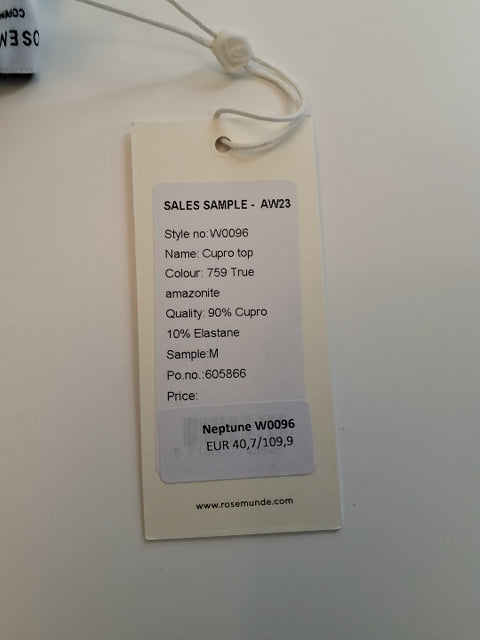 SALES SAMPLE - AW23
Style no:W0096
Name: Cupro top
Colour: 759 True
amazonite
Quality: 90% Cupro
10% Elastane
Sample:M
Po.no.:605866
Price:
Neptune W0096
EUR 40,7/109,9
www.rosemunde.com